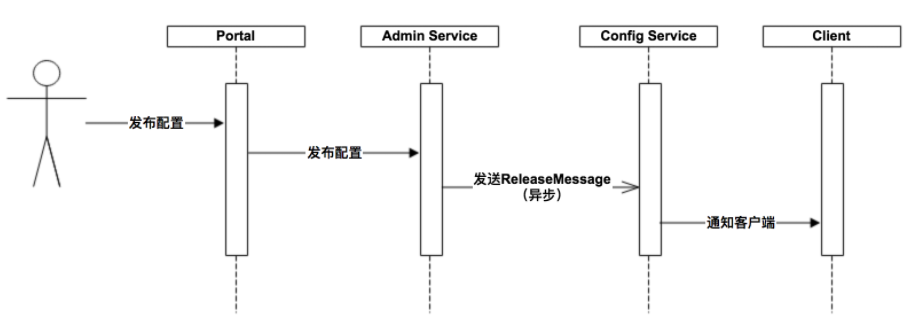 Portal
Admin Service
Config Service
Client
发布配置
发布配置
发送ReleaseMessage
（异步）
通知客户端